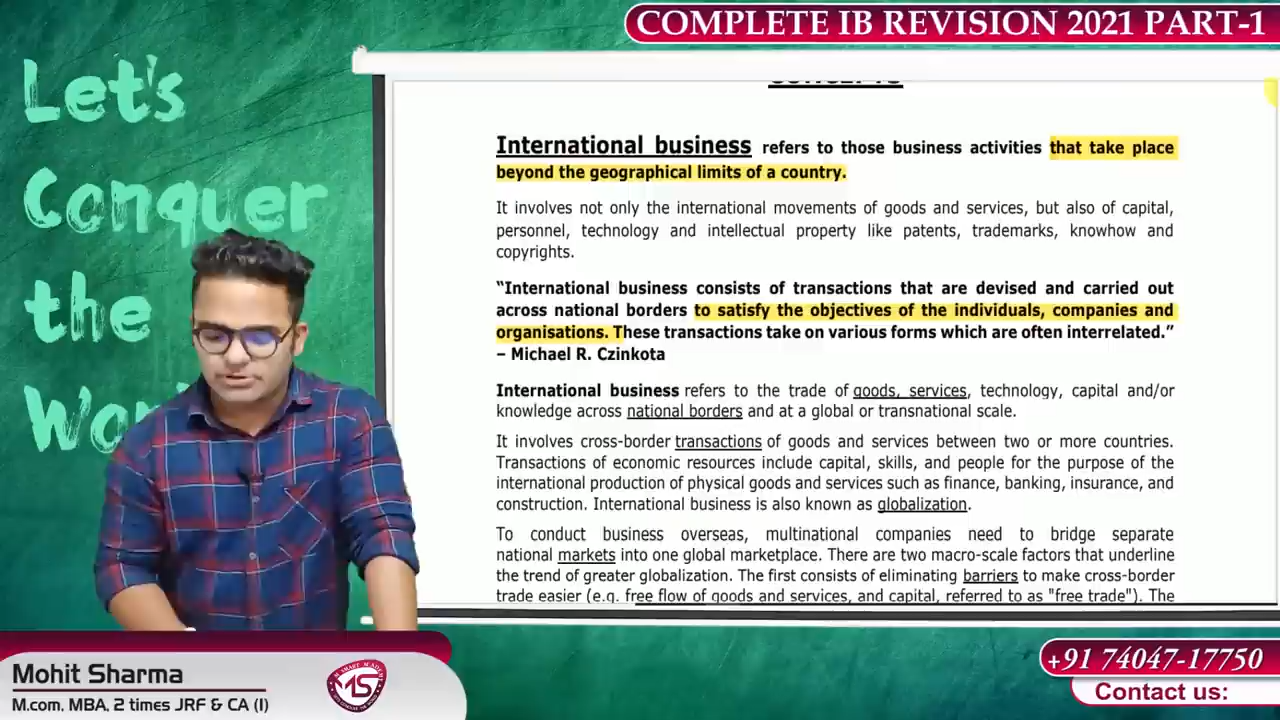 COMPLETE IB REVISION 2021 PART-1
Let's
Conquer
the
International business refers to those business activities that take place
beyond the geographical limits of a country.
It involves not only the international movements of goods and services, but also of capital,
personnel, technology and intellectual property like patents, trademarks, knowhow and
copyrights.
“International business consists of transactions that are devised and carried out
across national borders to satisfy the objectives of the individuals, companies and
organisations. These transactions take on various forms which are often interrelated.”
– Michael R. Czinkota
International business refers to the trade of goods, services, technology, capital and/or
knowledge across national borders and at a global or transnational scale.
It involves cross-border transactions of goods and services between two or more countries.
Transactions of economic resources include capital, skills, and people for the purpose of the
international production of physical goods and services such as finance, banking, insurance, and
construction. International business is also known as globalization.
To conduct business overseas, multinational companies need to bridge separate
national markets into one global marketplace. There are two macro-scale factors that underline
the trend of greater globalization. The first consists of eliminating barriers to make cross-border
trade easier (e.g. free flow of goods and services, and capital, referred to as "free trade"). The
Mohit Sharma
M.com, MBA, 2 times JRF & CA (I)
MS
+91 74047-17750
Contact us: